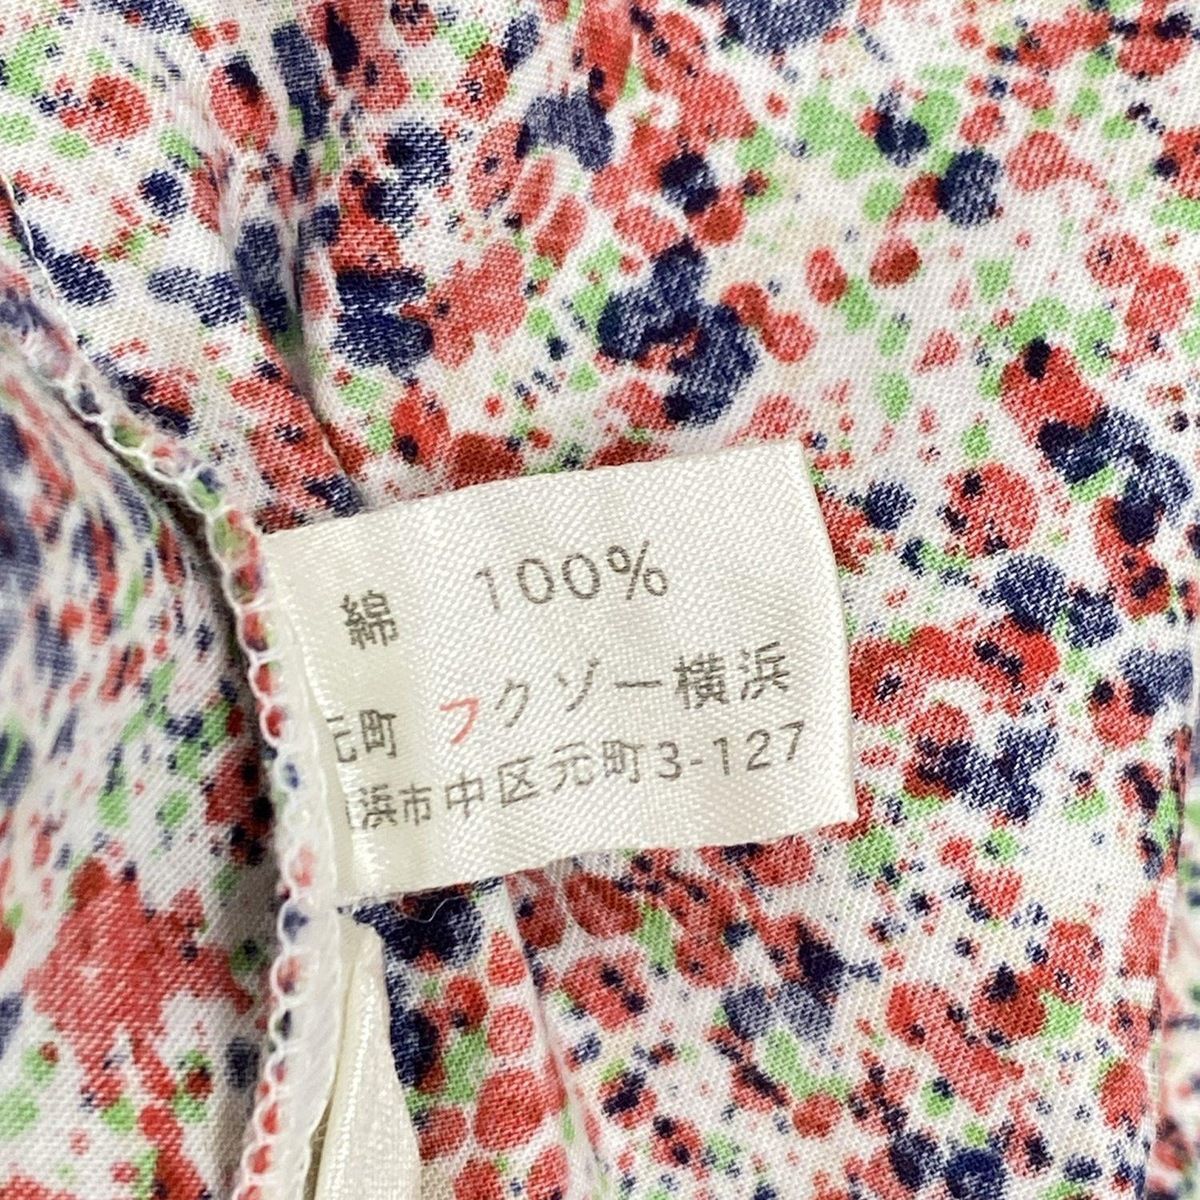 綿 100%
元町 フクゾー横浜
浜市中区元町3-127